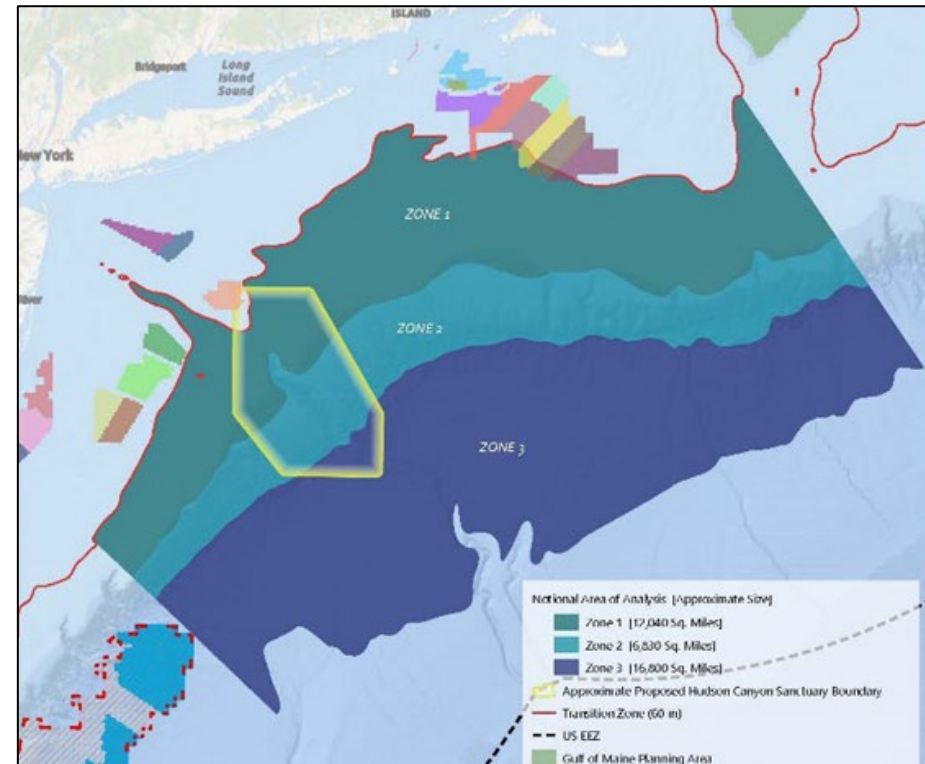 ISLAND
Bridgeport
Long
Island
Sound
New York
River
ZONE 1
ZONE 2
ZONE 3
Notional Area of Analysis [Approximate Size]
Zone 1 [12,040 Sq. Miles]
Zone 2 [6,830 Sq. Miles]
Zone 3 [16,800 Sq. Miles]
Approximate Proposed Hudson Canyon Sanctuary Boundary
Transition Zone (60 m)
US EEZ
Gulf of Maine Planning Area